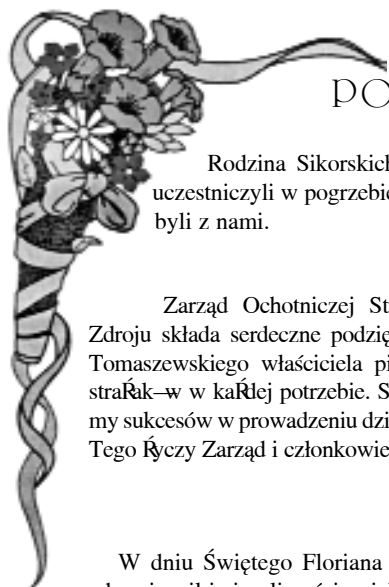 PO
Rodzina Sikorskich
uczestniczyli w pogrzebie
byli z nami.
Zarząd Ochotniczej St
Zdroju składa serdeczne podzię
Tomaszewskiego właściciela pi
straŔak—w w kaŔdej potrzebie. S
my sukcesów w prowadzeniu dzi
Tego Ŕyczy Zarząd i członkowie
W dniu Świętego Floriana